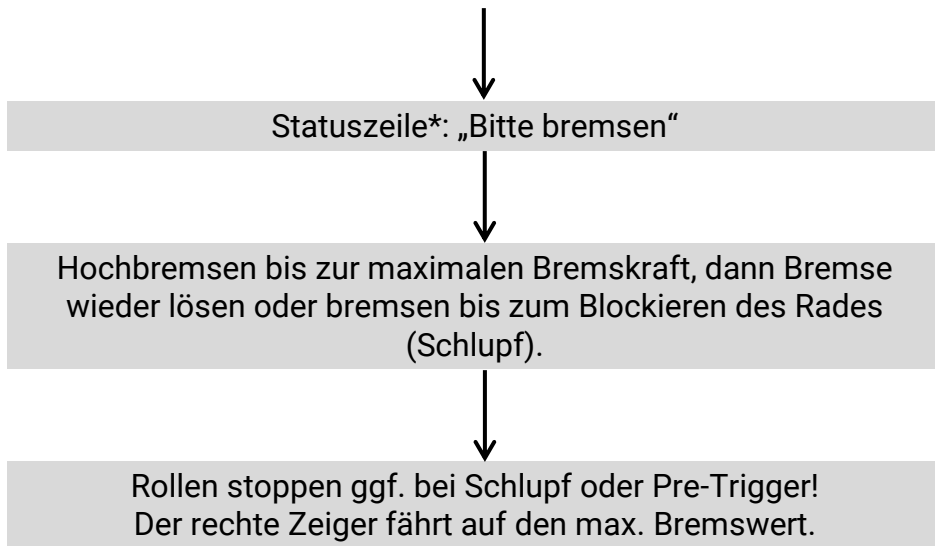 Statuszeile*: „Bitte bremsen“
Hochbremsen bis zur maximalen Bremskraft, dann Bremse
wieder lösen oder bremsen bis zum Blockieren des Rades
(Schlupf).
Rollen stoppen ggf. bei Schlupf oder Pre-Trigger!
Der rechte Zeiger fährt auf den max. Bremswert.